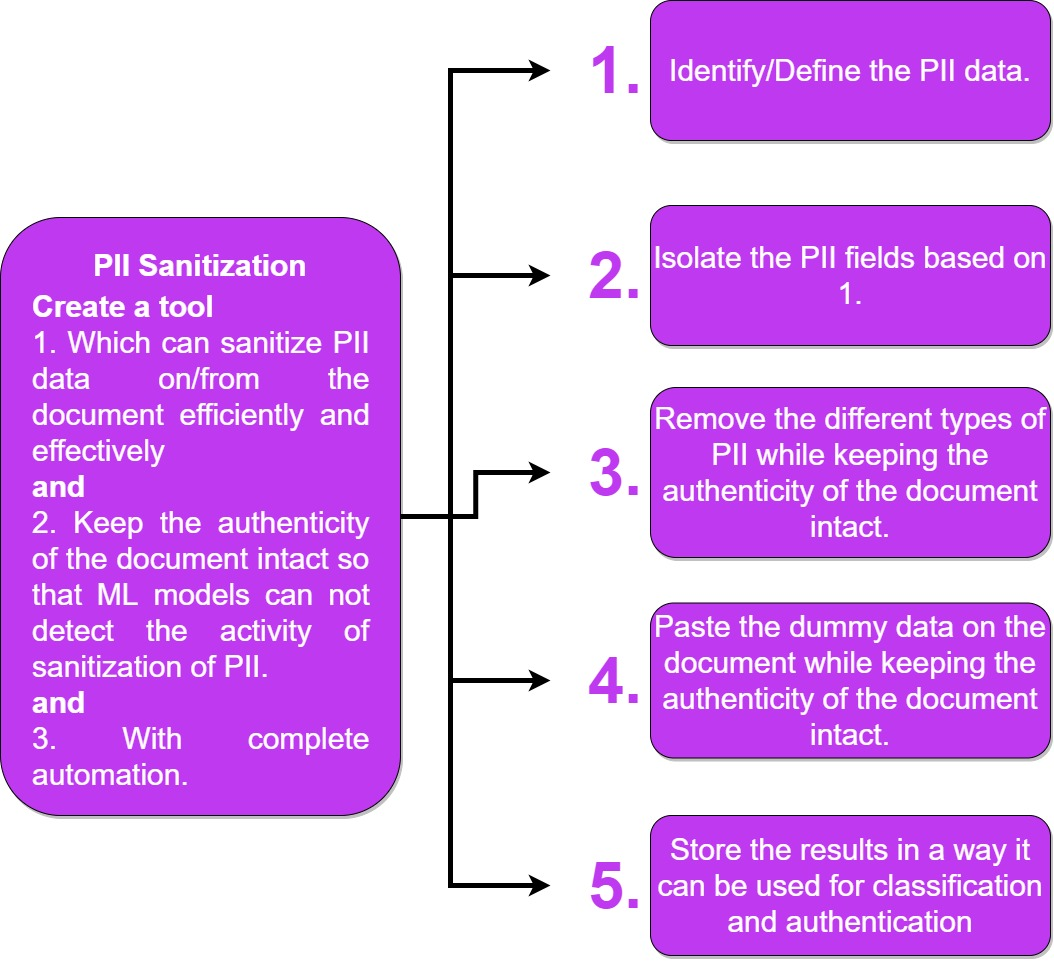 PII Sanitization
Create a tool
1. Which can sanitize PII
data on/from the
document efficiently and
effectively
and
2. Keep the authenticity
of the document intact so
that ML models can not
detect the activity of
sanitization of PII.
and
3. With complete
automation.
1.
Identify/Define the PII data.
2.
Isolate the PII fields based on
1.
3.
Remove the different types of
PII while keeping the
authenticity of the document
intact.
4.
Paste the dummy data on the
document while keeping the
authenticity of the document
intact.
5.
Store the results in a way it
can be used for classification
and authentication